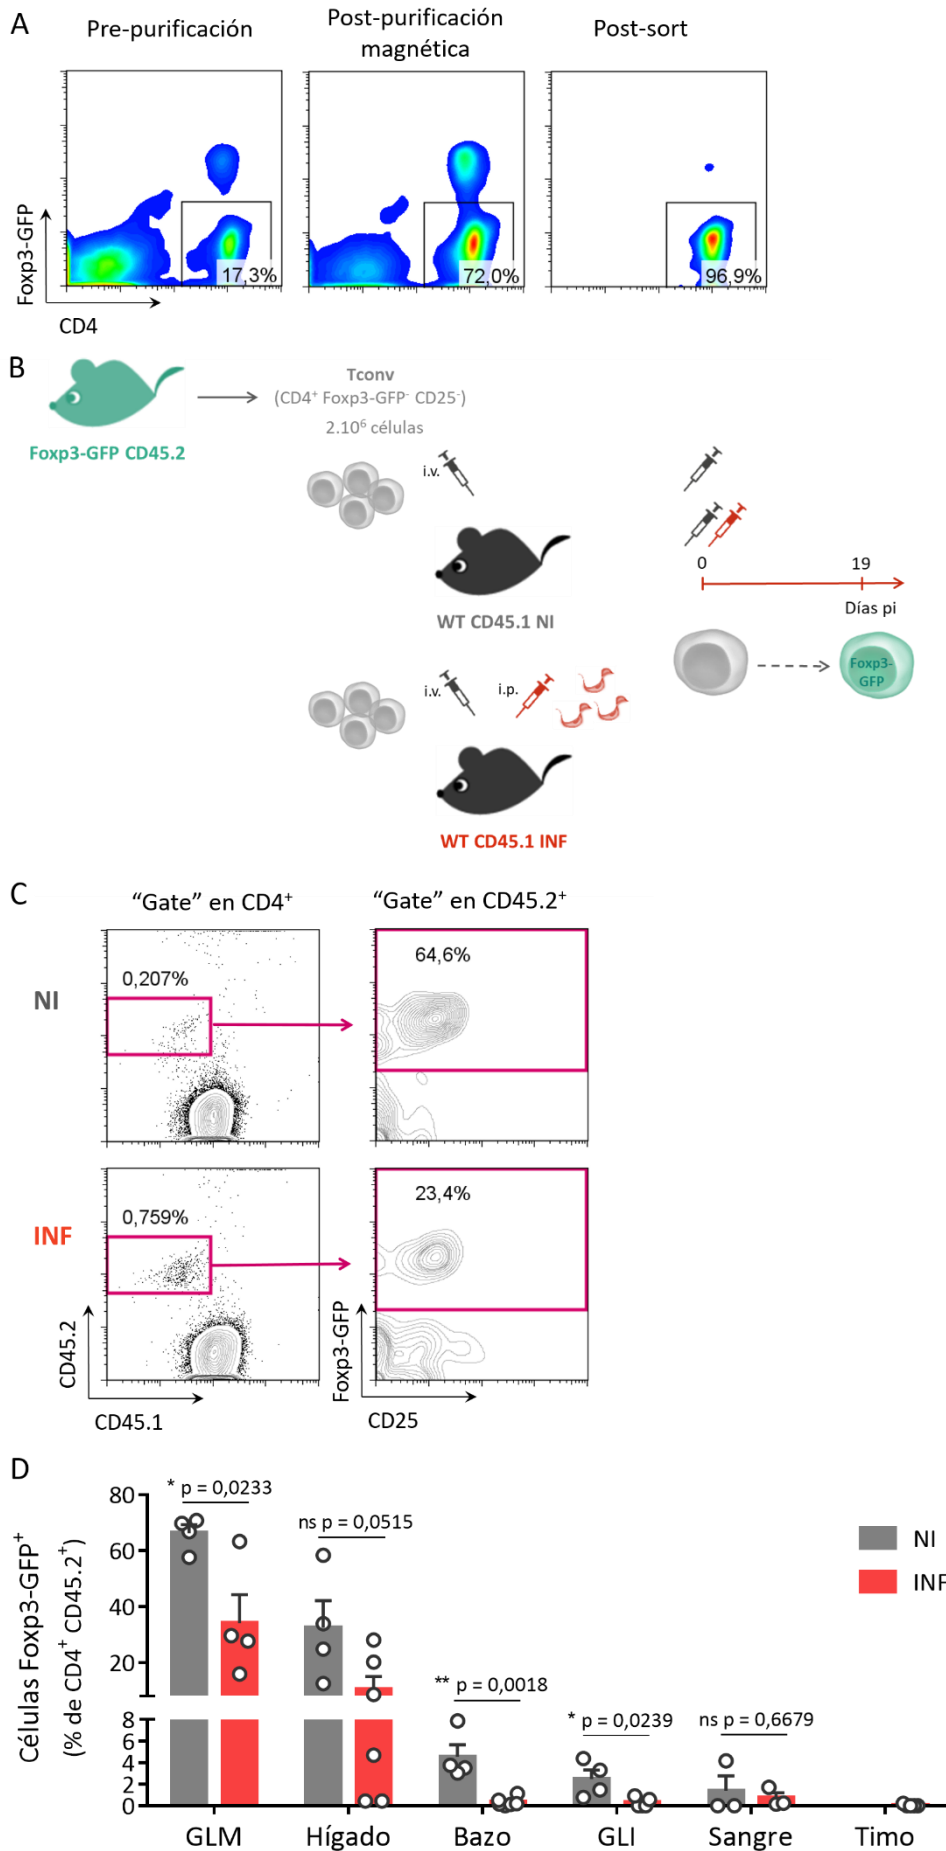 A
Pre-purificación
Post-purificación
magnética
Post-sort
Foxp3-GFP
17,3%
72,0%
96,9%
CD4
B
Tconv
(CD4⁺ Foxp3-GFP⁻ CD25⁻)
2.10⁶ células
Foxp3-GFP CD45.2
i.v.
WT CD45.1 NI
0
19
Días pi
Foxp3-
GFP
i.v.
i.p.
WT CD45.1 INF
C
“Gate” en CD4⁺
“Gate” en CD45.2⁺
NI
0,207%
64,6%
INF
0,759%
23,4%
CD45.2
CD45.1
Foxp3-GFP
CD25
D
Células Foxp3-GFP⁺
(% de CD4⁺ CD45.2⁺)
80
60
40
20
8
6
4
2
0
* p = 0,0233
ns p = 0,0515
** p = 0,0018
* p = 0,0239
ns p = 0,6679
NI
INF
GLM
Hígado
Bazo
GLI
Sangre
Timo